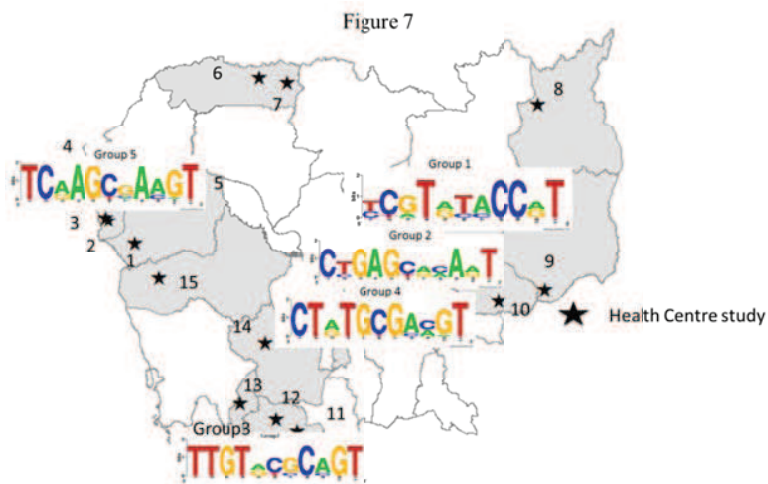 Figure 7
6
7
8
4
Group 5
TCAAGCGAAGT
5
3
2
1
15
Group 1
TCGTATACCAT
Group 2
CTGAGCACAAT
Group 4
CTATGCGACGT
9
10
Health Centre study
14
13
12
11
Group3
TTGTACGCAGT